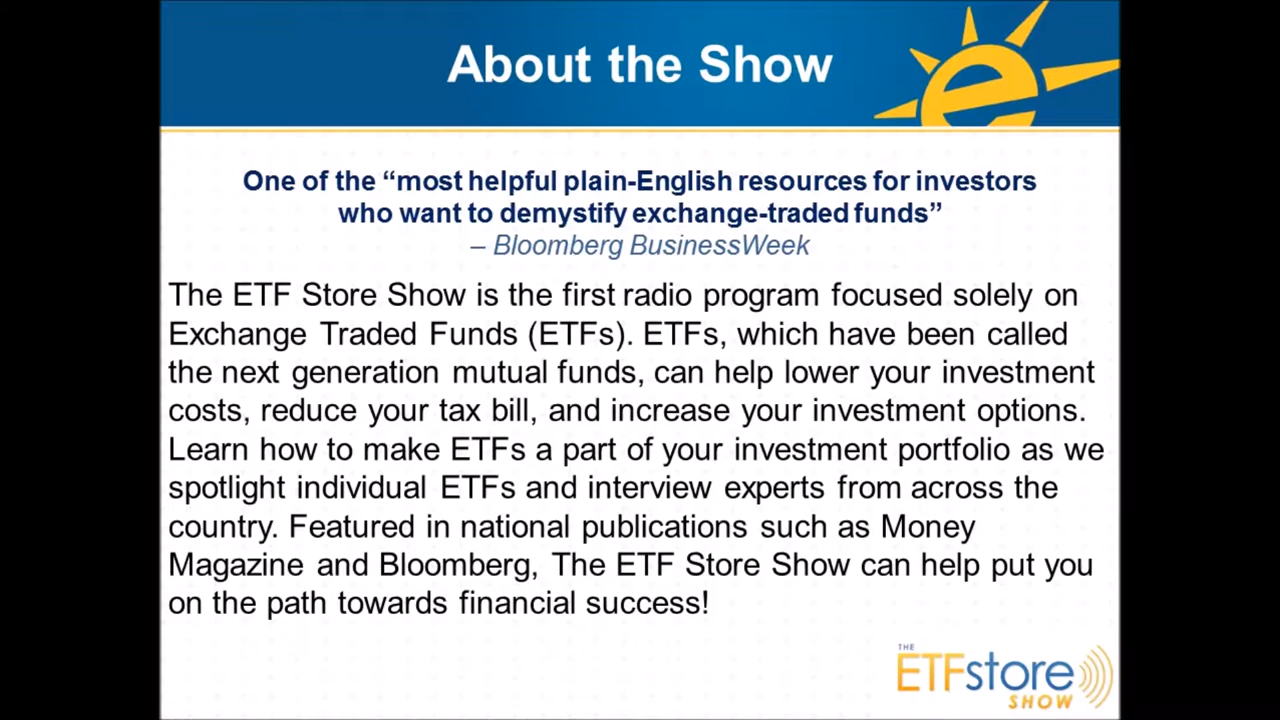 About the Show
One of the “most helpful plain-English resources for investors
who want to demystify exchange-traded funds”
– Bloomberg BusinessWeek
The ETF Store Show is the first radio program focused solely on
Exchange Traded Funds (ETFs). ETFs, which have been called
the next generation mutual funds, can help lower your investment
costs, reduce your tax bill, and increase your investment options.
Learn how to make ETFs a part of your investment portfolio as we
spotlight individual ETFs and interview experts from across the
country. Featured in national publications such as Money
Magazine and Bloomberg, The ETF Store Show can help put you
on the path towards financial success!
THE
ETFstore
SHOW